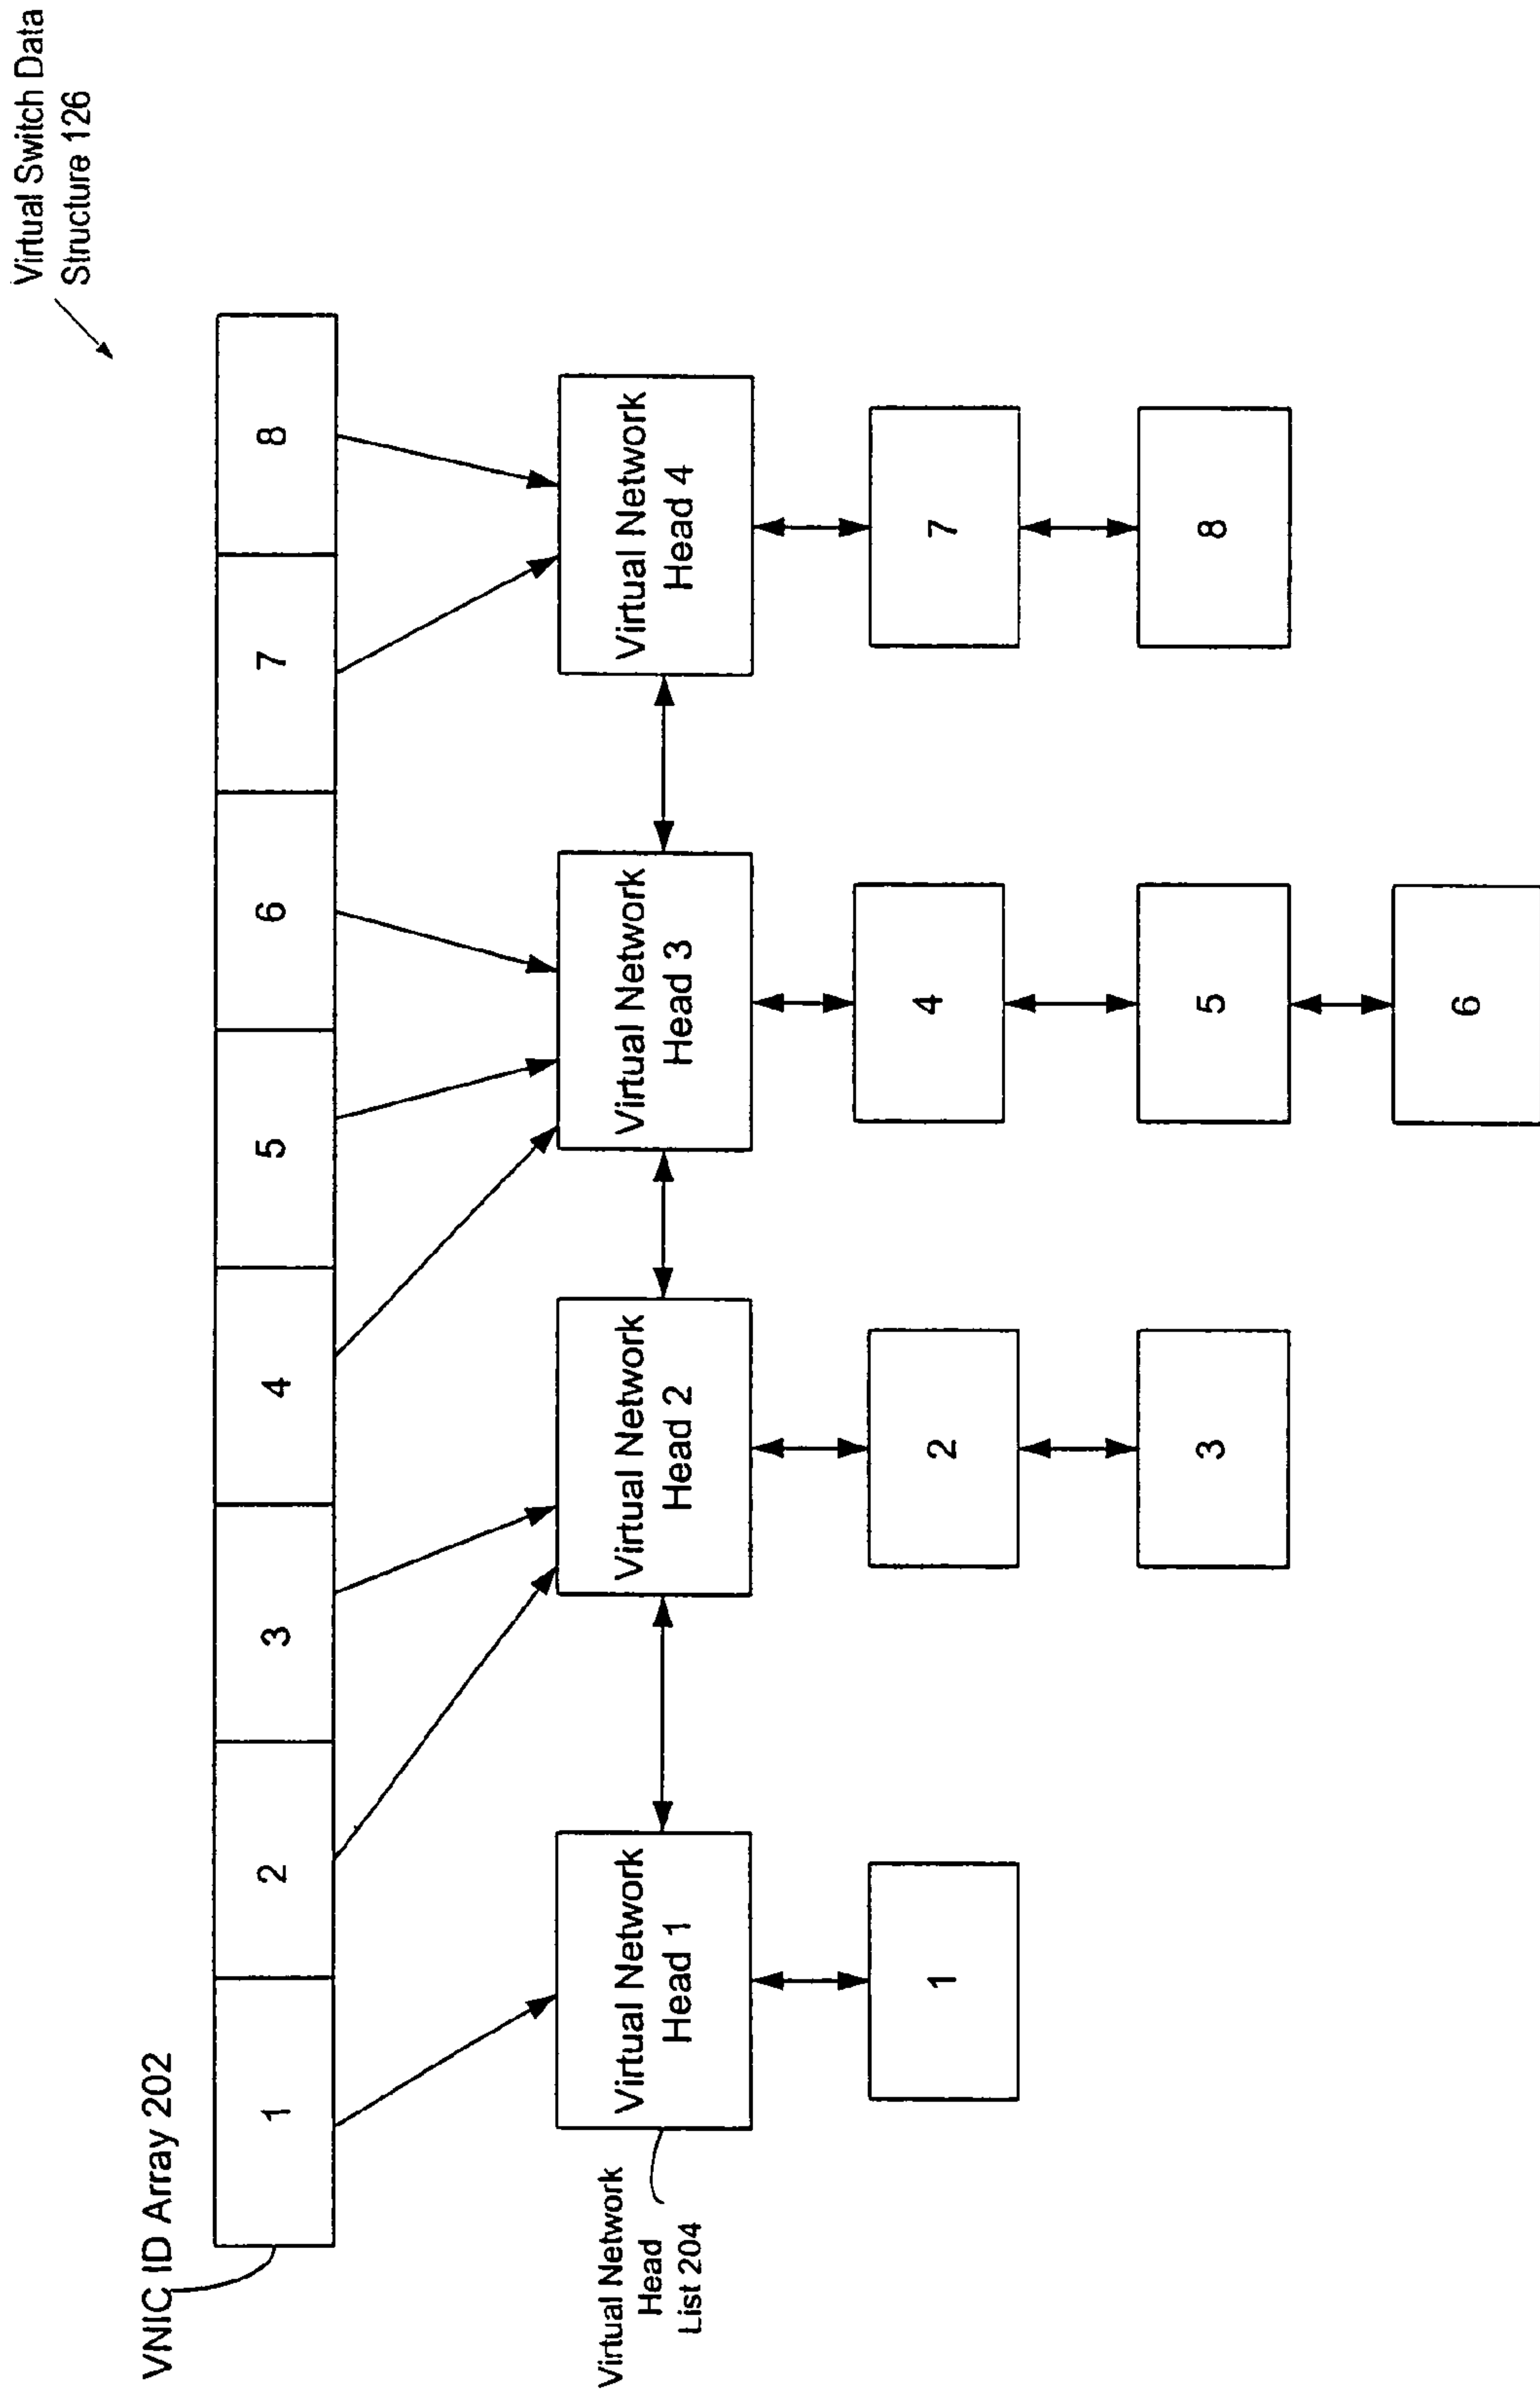 Virtual Switch Data
Structure 126
VNIC ID Array 202
1
2
3
4
5
6
7
8
Virtual Network
Head
List 204
Virtual Network
Head 1
Virtual Network
Head 2
Virtual Network
Head 3
Virtual Network
Head 4
1
2
4
7
3
5
8
6